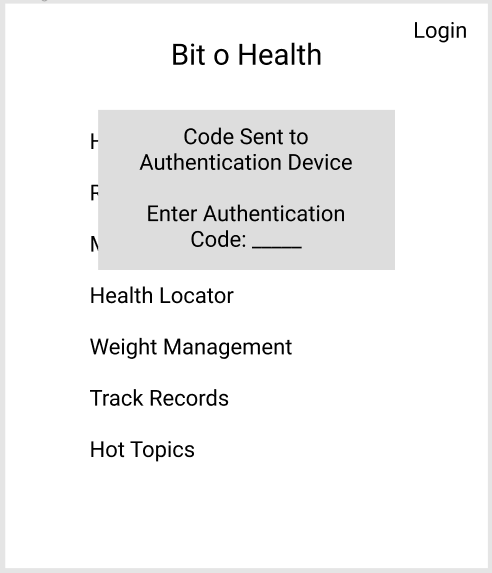 Login
Bit o Health
Code Sent to
Authentication Device
Enter Authentication
Code: _____
Health Locator
Weight Management
Track Records
Hot Topics